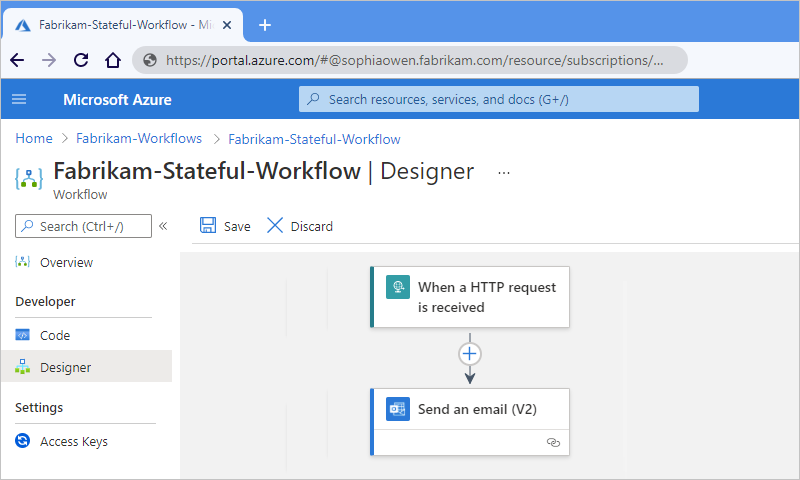 Fabrikam-Stateful-Workflow - Mi
https://portal.azure.com/#@sophiaowen.fabrikam.com/resource/subscriptions/...
Microsoft Azure
Search resources, services, and docs (G+/)
Home > Fabrikam-Workflows > Fabrikam-Stateful-Workflow
Fabrikam-Stateful-Workflow | Designer ...
Workflow
Search (Ctrl+/) «
Save Discard
Overview
Developer
Code
Designer
Settings
Access Keys
When a HTTP request
is received
Send an email (V2)